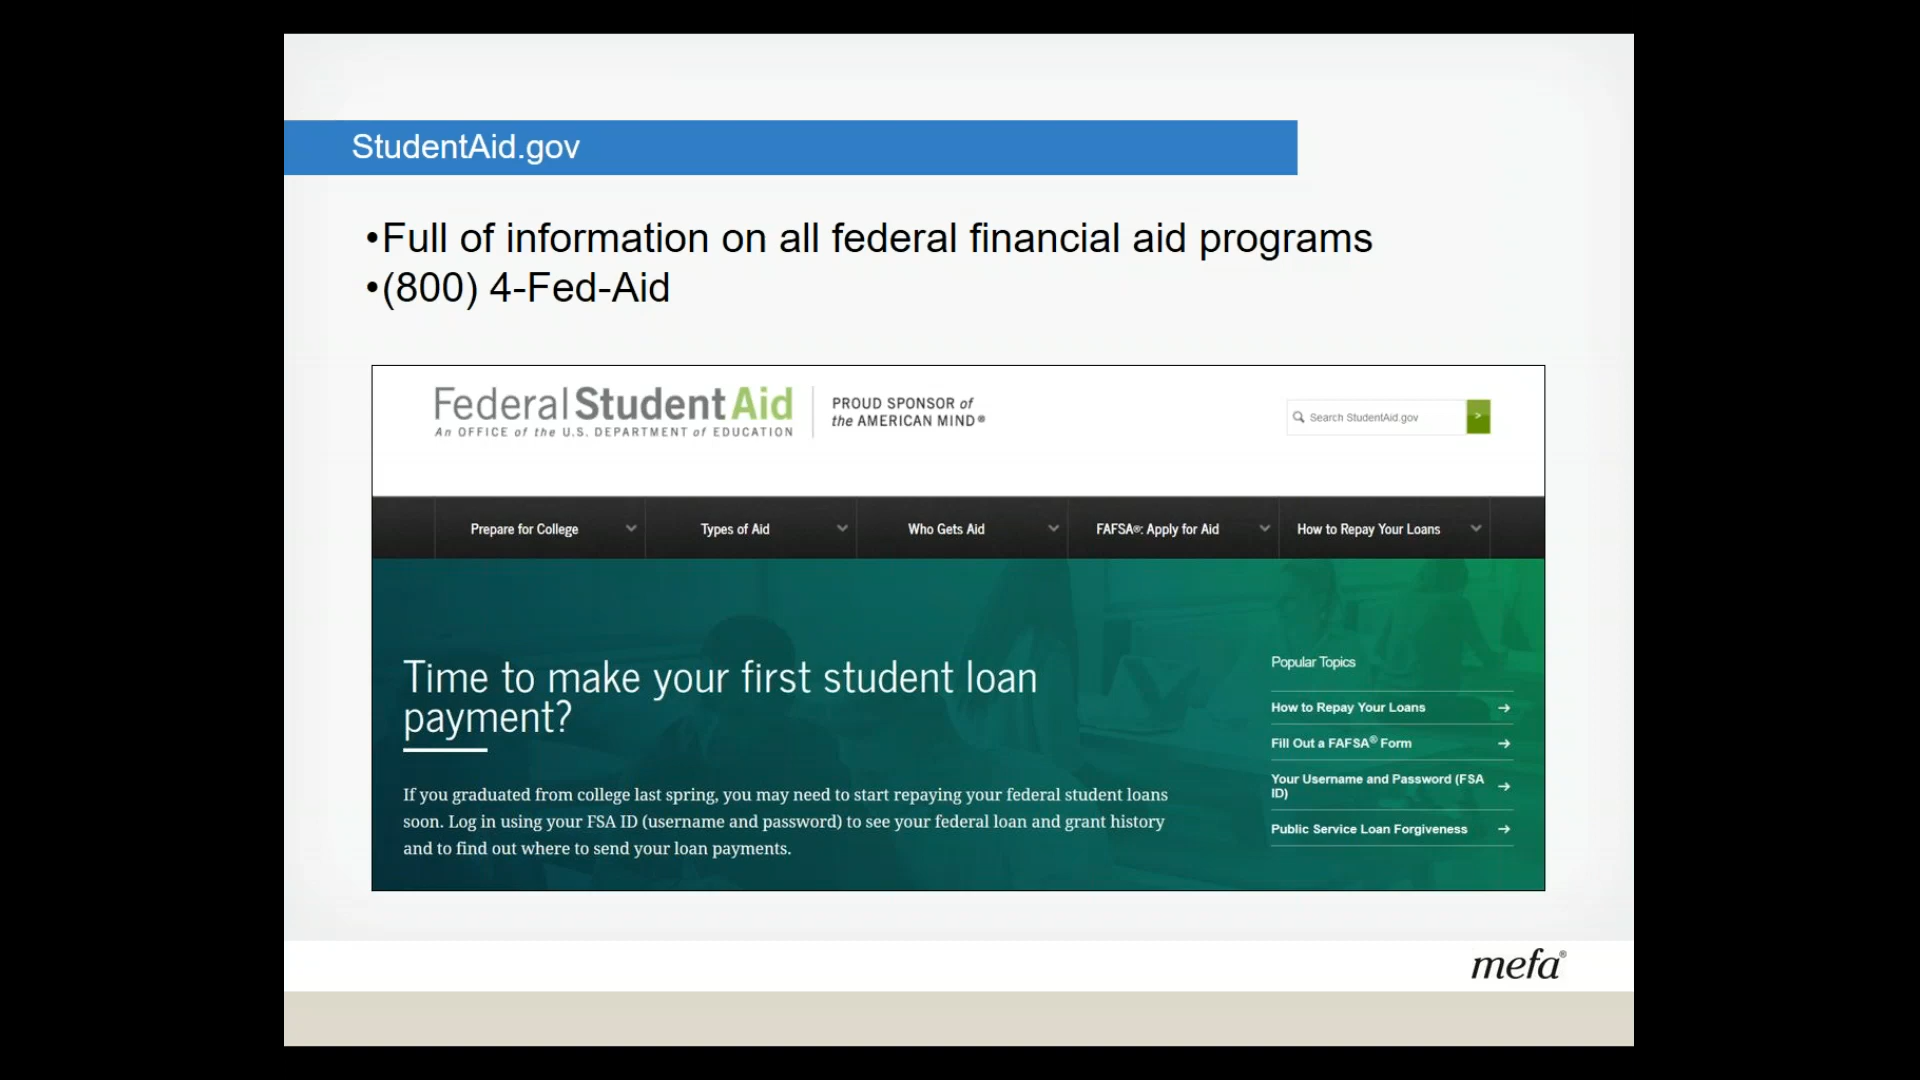 StudentAid.gov
•Full of information on all federal financial aid programs
•(800) 4-Fed-Aid
Federal Student Aid
An OFFICE of the U.S. DEPARTMENT of EDUCATION
PROUD SPONSOR of
the AMERICAN MIND®
Search StudentAid.gov
>
Prepare for College
Types of Aid
Who Gets Aid
FAFSA®: Apply for Aid
How to Repay Your Loans
Time to make your first student loan
payment?
If you graduated from college last spring, you may need to start repaying your federal student loans
soon. Log in using your FSA ID (username and password) to see your federal loan and grant history
and to find out where to send your loan payments.
Popular Topics
How to Repay Your Loans
Fill Out a FAFSA® Form
Your Username and Password (FSA
ID)
Public Service Loan Forgiveness
mefa®